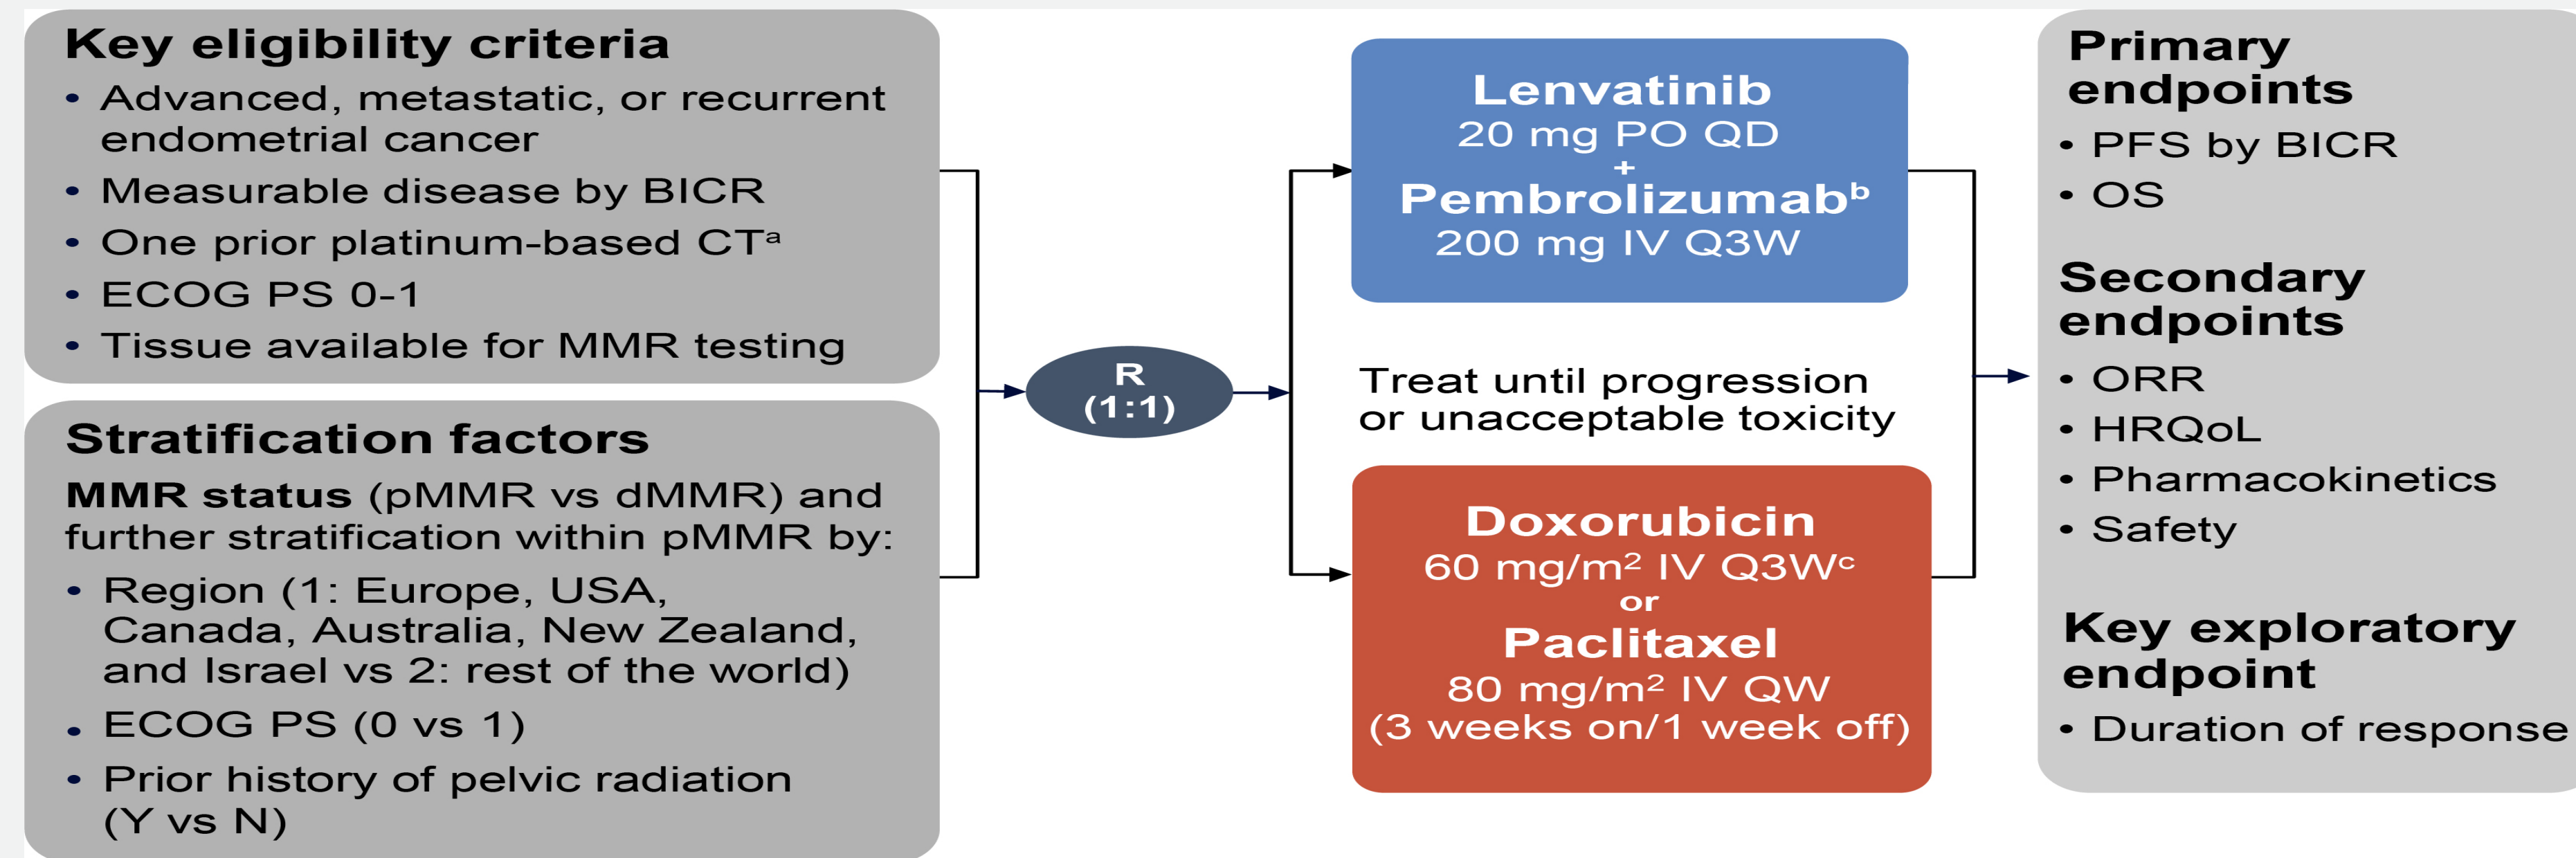 Key eligibility criteria
• Advanced, metastatic, or recurrent
endometrial cancer
• Measurable disease by BICR
• One prior platinum-based CTᵃ
• ECOG PS 0-1
• Tissue available for MMR testing
Stratification factors
MMR status (pMMR vs dMMR) and
further stratification within pMMR by:
• Region (1: Europe, USA,
Canada, Australia, New Zealand,
and Israel vs 2: rest of the world)
• ECOG PS (0 vs 1)
• Prior history of pelvic radiation
(Y vs N)
R
(1:1)
Lenvatinib
20 mg PO QD
+
Pembrolizumabᵇ
200 mg IV Q3W
Treat until progression
or unacceptable toxicity
Doxorubicin
60 mg/m² IV Q3Wᶜ
or
Paclitaxel
80 mg/m² IV QW
(3 weeks on/1 week off)
Primary
endpoints
• PFS by BICR
• OS
Secondary
endpoints
• ORR
• HRQoL
• Pharmacokinetics
• Safety
Key exploratory
endpoint
• Duration of response